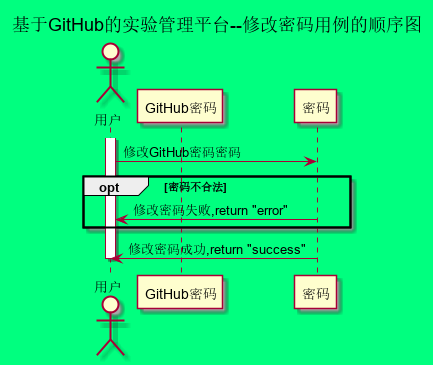 基于GitHub的实验管理平台--修改密码用例的顺序图
用户
GitHub密码
密码
修改GitHub密码密码
opt
[密码不合法]
修改密码失败,return "error"
修改密码成功,return "success"
用户
GitHub密码
密码